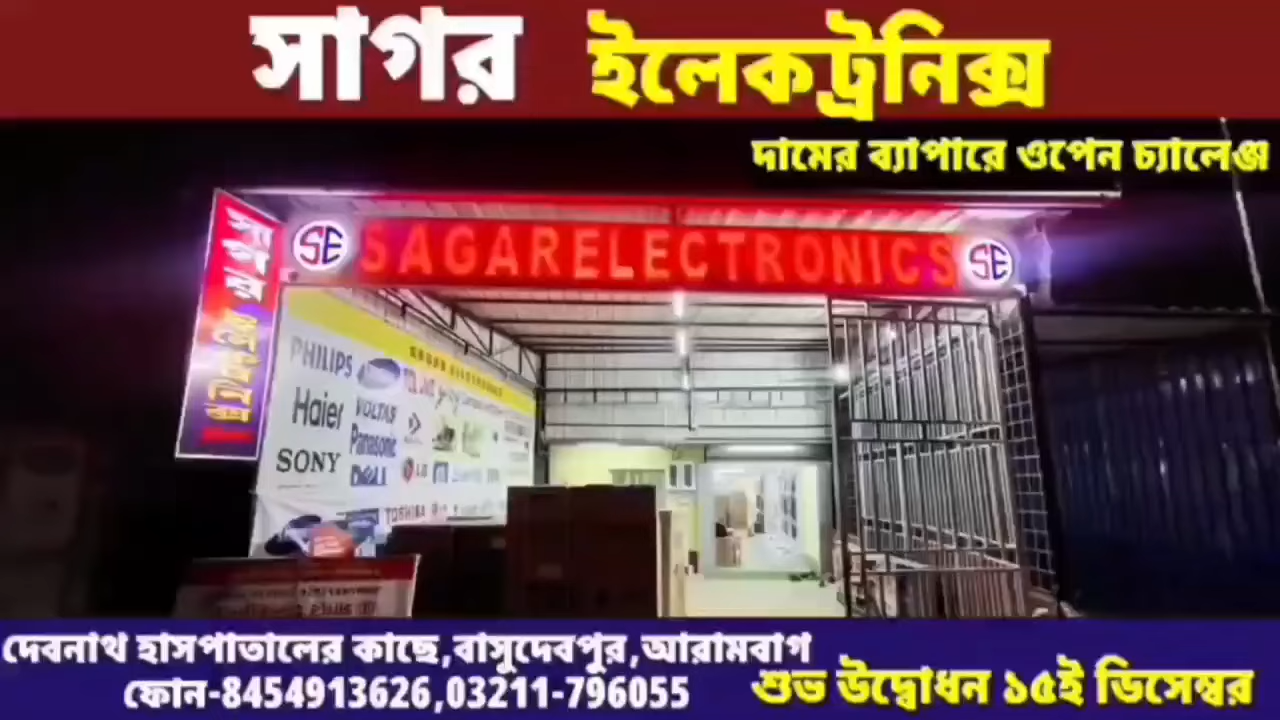 সাগর ইলেকট্রনিক্স
দামের ব্যাপারে ওপেন চ্যালেঞ্জ
SE SAGARELECTRONICS SE
সাগর
PHILIPS
Haier
VOLTAS
Panasonic
SONY
DELL
LG
TOSHIBA
দেবনাথ হাসপাতালের কাছে,বাসুদেবপুর,আরামবাগ
ফোন-8454913626,03211-796055
শুভ উদ্বোধন ১৫ই ডিসেম্বর